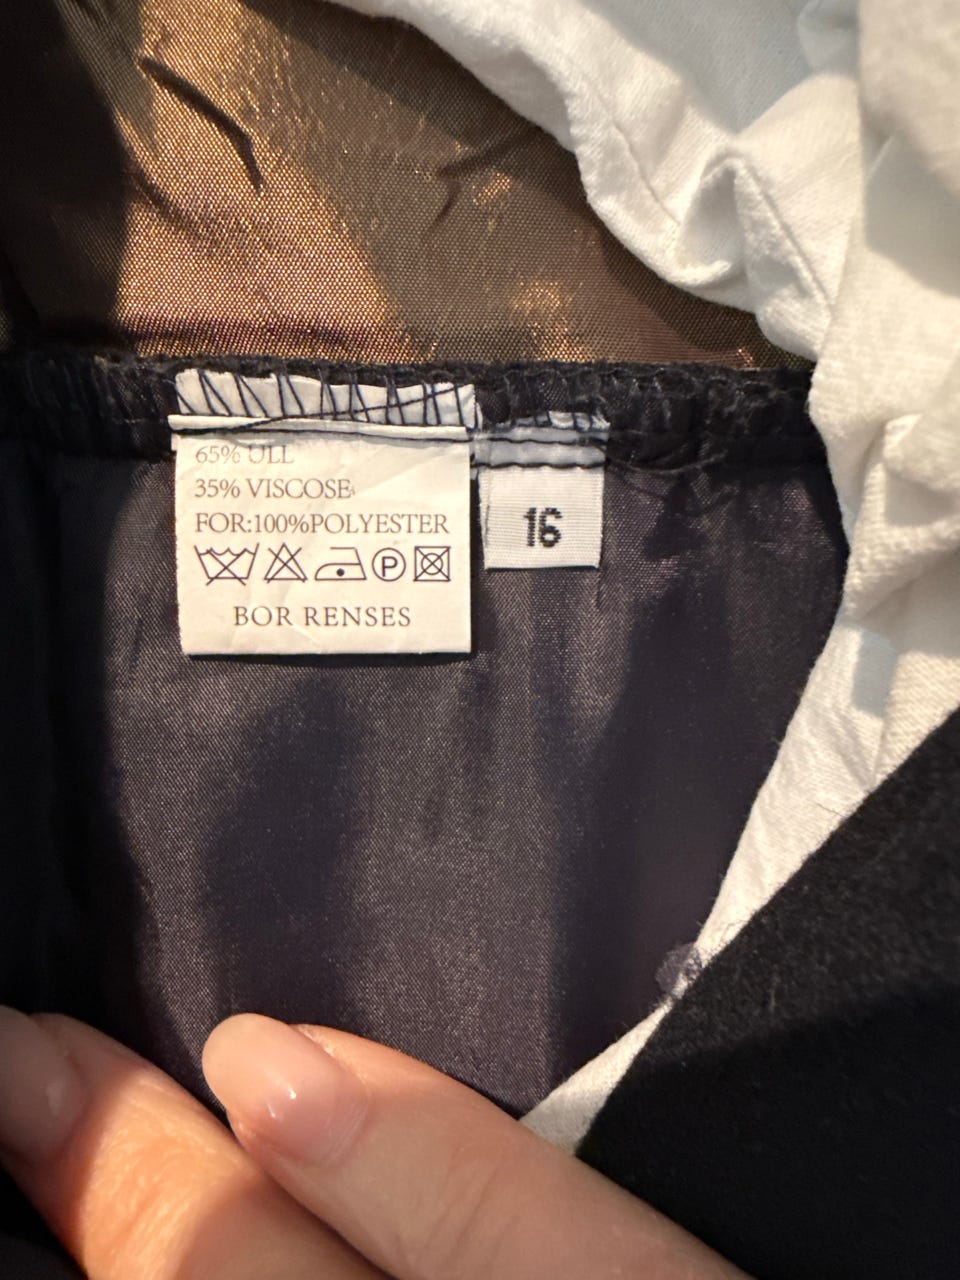 65% ULL
35% VISCOSE
FOR:100%POLYESTER
P
BOR RENSES
16